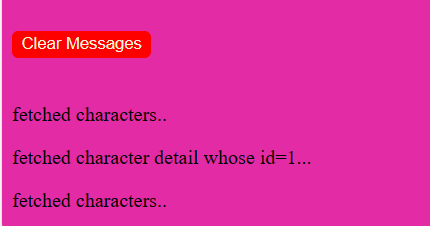 Clear Messages
fetched characters..
fetched character detail whose id=1...
fetched characters..